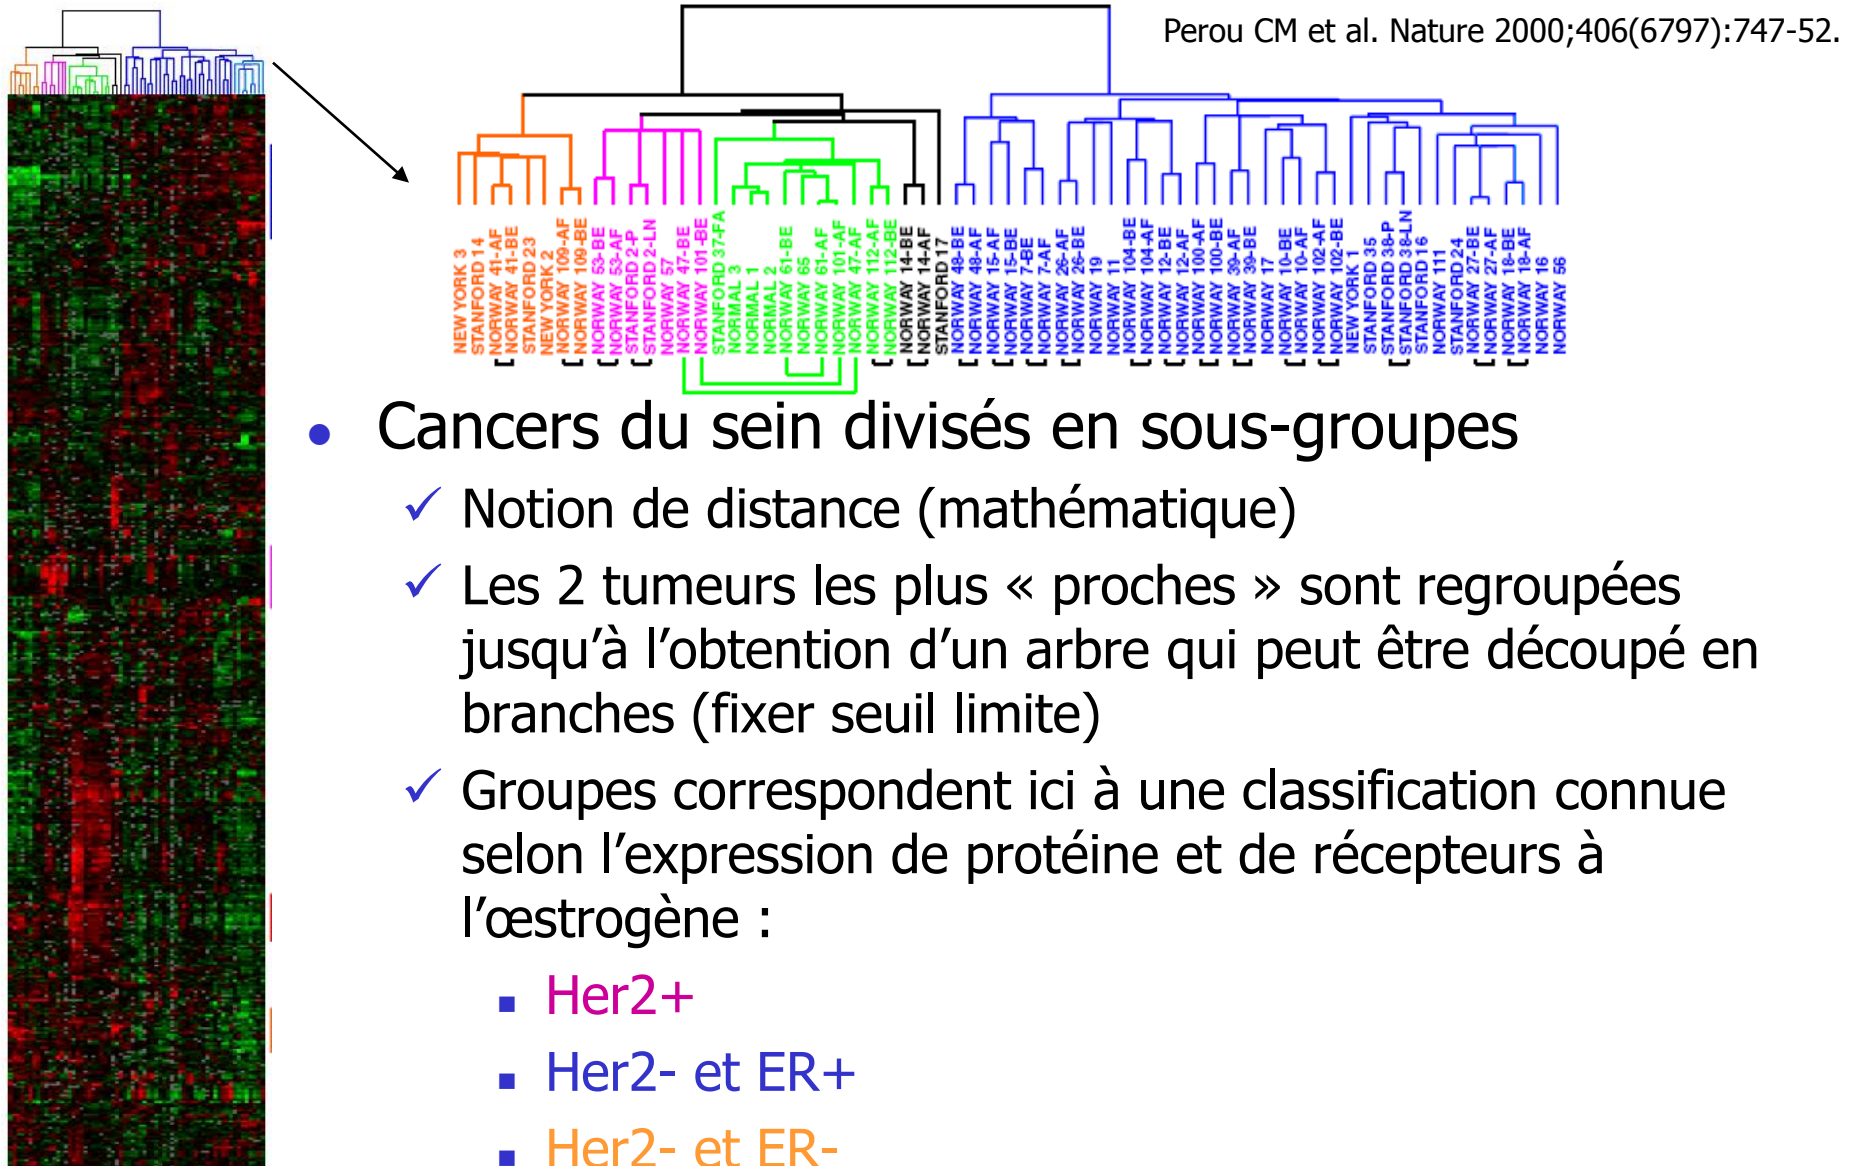 Perou CM et al. Nature 2000;406(6797):747-52.
NEW YORK 3
STANFORD 14
NORWAY 41-AF
NORWAY 41-BE
STANFORD 23
NEW YORK 2
NORWAY 109-AF
NORWAY 109-BE
NORWAY 53-BE
NORWAY 53-AF
STANFORD 2-P
STANFORD 2-LN
NORWAY 57
NORWAY 47-BE
NORWAY 101-BE
STANFORD 37-FA
NORMAL 3
NORMAL 1
NORMAL 2
NORWAY 61-BE
NORWAY 65
NORWAY 61-AF
NORWAY 101-AF
NORWAY 47-AF
NORWAY 112-AF
NORWAY 112-BE
NORWAY 14-BE
NORWAY 14-AF
STANFORD 17
NORWAY 48-BE
NORWAY 48-AF
NORWAY 15-AF
NORWAY 15-BE
NORWAY 7-BE
NORWAY 7-AF
NORWAY 26-AF
NORWAY 26-BE
NORWAY 19
NORWAY 11
NORWAY 104-BE
NORWAY 104-AF
NORWAY 12-BE
NORWAY 12-AF
NORWAY 100-AF
NORWAY 100-BE
NORWAY 39-AF
NORWAY 39-BE
NORWAY 17
NORWAY 10-BE
NORWAY 10-AF
NORWAY 102-AF
NORWAY 102-BE
NEW YORK 1
STANFORD 35
STANFORD 38-P
STANFORD 38-LN
STANFORD 16
NORWAY 111
STANFORD 24
NORWAY 27-BE
NORWAY 27-AF
NORWAY 18-BE
NORWAY 18-AF
NORWAY 16
NORWAY 56
• Cancers du sein divisés en sous-groupes
✓ Notion de distance (mathématique)
✓ Les 2 tumeurs les plus « proches » sont regroupées
jusqu’à l’obtention d’un arbre qui peut être découpé en
branches (fixer seuil limite)
✓ Groupes correspondent ici à une classification connue
selon l’expression de protéine et de récepteurs à
l’œstrogène :
▪ Her2+
▪ Her2- et ER+
▪ Her2- et ER-